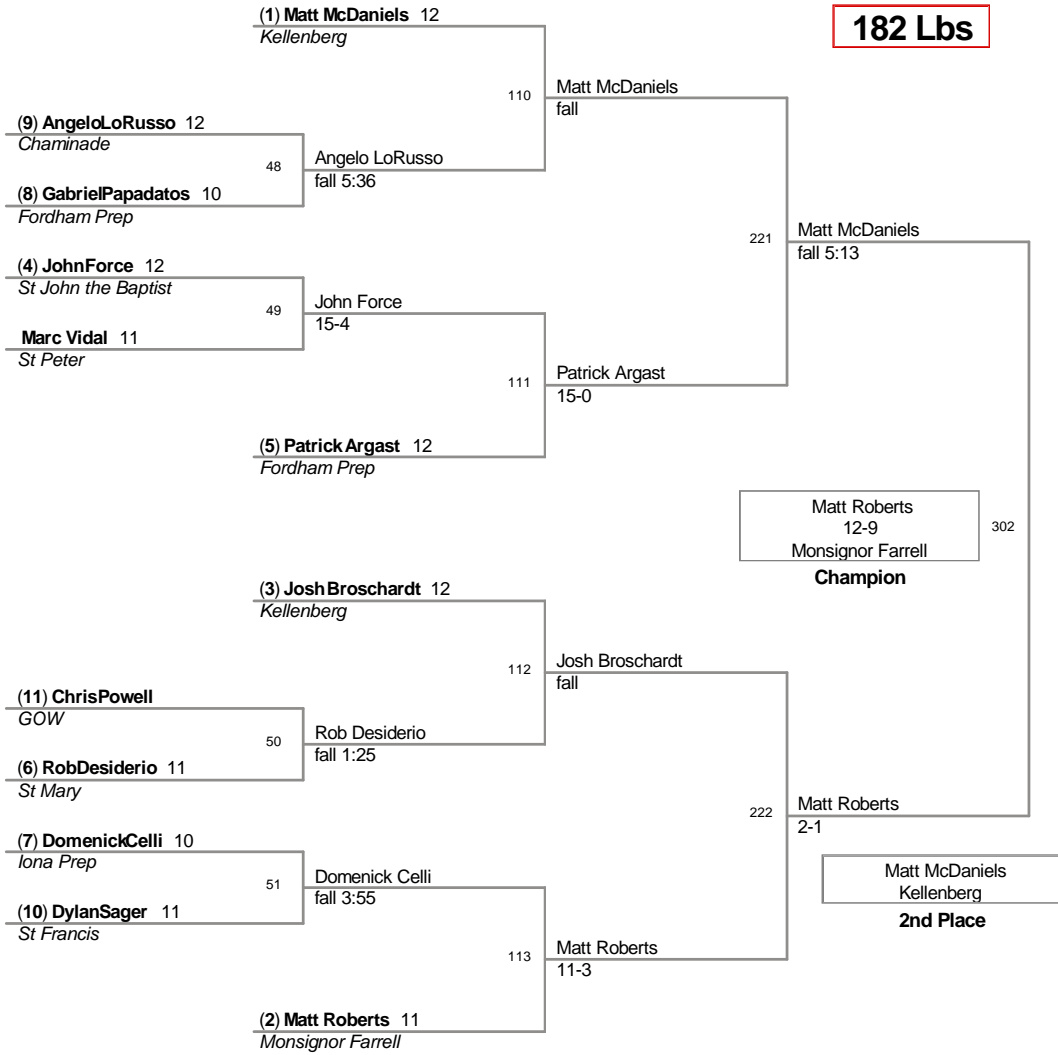 (1) Matt McDaniels 12
Kellenberg
182 Lbs
110
Matt McDaniels
fall
(9) AngeloLoRusso 12
Chaminade
48
Angelo LoRusso
fall 5:36
(8) GabrielPapadatos 10
Fordham Prep
221
Matt McDaniels
fall 5:13
(4) JohnForce 12
St John the Baptist
49
John Force
15-4
Marc Vidal 11
St Peter
111
Patrick Argast
15-0
(5) Patrick Argast 12
Fordham Prep
Matt Roberts
12-9
Monsignor Farrell
302
Champion
(3) Josh Broschardt 12
Kellenberg
112
Josh Broschardt
fall
(11) ChrisPowell
GOW
50
Rob Desiderio
fall 1:25
(6) RobDesiderio 11
St Mary
222
Matt Roberts
2-1
(7) DomenickCelli 10
Iona Prep
51
Domenick Celli
fall 3:55
Matt McDaniels
Kellenberg
2nd Place
(10) DylanSager 11
St Francis
113
Matt Roberts
11-3
(2) Matt Roberts 11
Monsignor Farrell